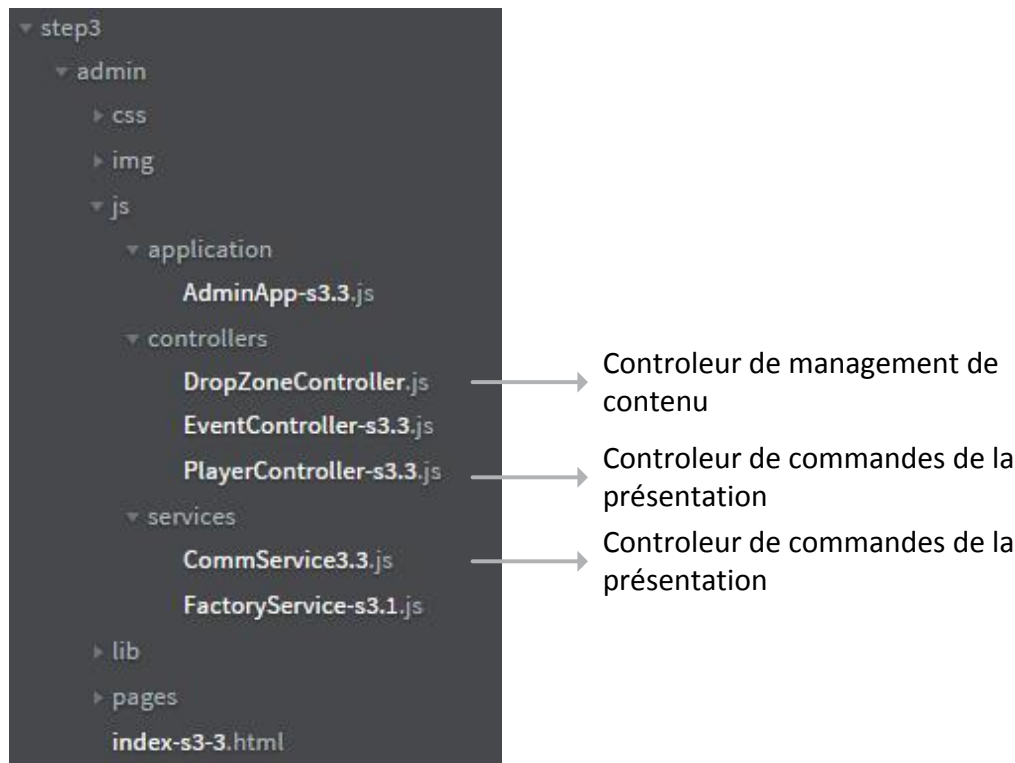 step3
admin
css
img
js
application
AdminApp-s3.3.js
controllers
DropZoneController.js
EventController-s3.3.js
PlayerController-s3.3.js
services
CommService3.3.js
FactoryService-s3.1.js
lib
pages
index-s3-3.html
Controleur de management de
contenu
Controleur de commandes de la
présentation
Controleur de commandes de la
présentation